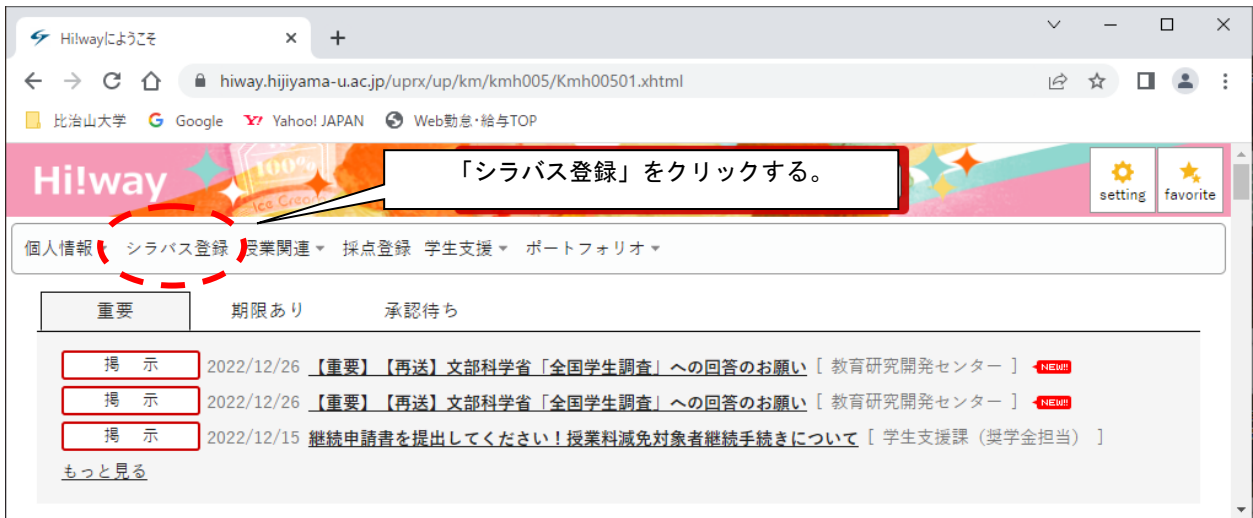 Hi!wayにようこそ
hiway.hijiyama-u.ac.jp/uprx/up/km/kmh005/Kmh00501.xhtml
比治山大学 Google Yahoo! JAPAN Web勤怠・給与TOP
Hi!way
100%
Ice Cream
「シラバス登録」をクリックする。
setting favorite
個人情報 シラバス登録 授業関連 採点登録 学生支援 ポートフォリオ
重要 期限あり 承認待ち
掲 示 2022/12/26 【重要】【再送】文部科学省「全国学生調査」への回答のお願い [ 教育研究開発センター ] NEW!!
掲 示 2022/12/26 【重要】【再送】文部科学省「全国学生調査」への回答のお願い [ 教育研究開発センター ] NEW!!
掲 示 2022/12/15 継続申請書を提出してください!授業料減免対象者継続手続きについて [ 学生支援課（奨学金担当） ]
もっと見る